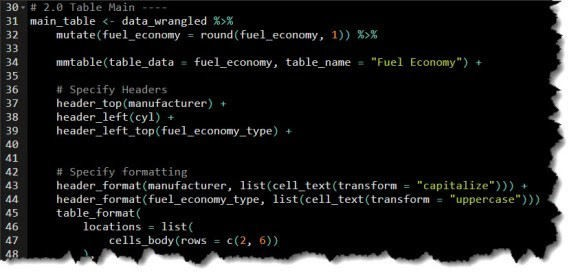 30 # 2.0 Table Main ----
31 main_table <- data_wrangled %>%
32 mutate(fuel_economy = round(fuel_economy, 1)) %>%
33
34 mmtable(table_data = fuel_economy, table_name = "Fuel Economy") +
35
36 # Specify Headers
37 header_top(manufacturer) +
38 header_left(cyl) +
39 header_left_top(fuel_economy_type) +
40
41
42 # Specify formatting
43 header_format(manufacturer, list(cell_text(transform = "capitalize"))) +
44 header_format(fuel_economy_type, list(cell_text(transform = "uppercase")))
45 table_format(
46 locations = list(
47 cells_body(rows = c(2, 6))
48 ),